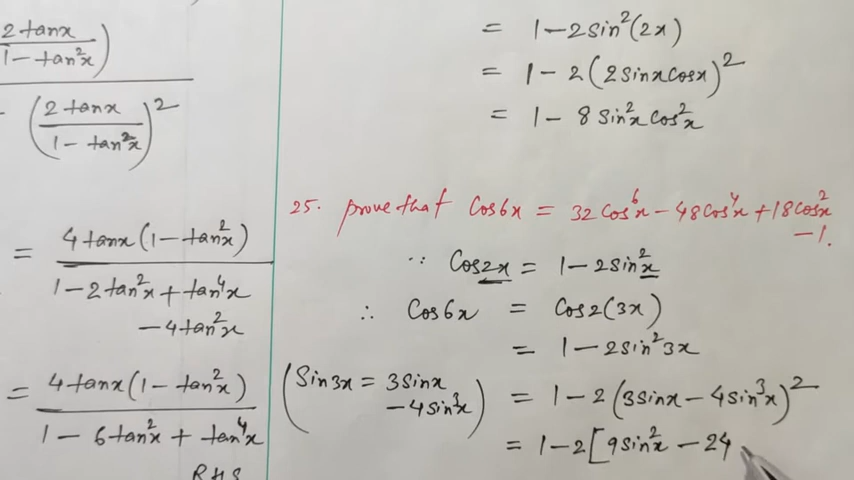 2tanx
1 - tan²x)
- (2tanx
1 - tan²x)²
= 4tanx(1-tan²x)
1-2tan²x+tan⁴x
-4tan²x
= 4tanx(1-tan²x)
1 - 6tan²x + tan⁴x
RHS
= 1-2sin²(2x)
= 1-2(2sinxcosx)²
= 1- 8sin²xcos²x
25. prove that Cos6x = 32cos⁶x-48cos⁴x+18cos²x
-1.
∵ Cos2x = 1-2sin²x
∴ Cos6x = Cos2(3x)
= 1-2sin²3x
(Sin3x = 3sinx
-4sin³x) = 1-2(3sinx-4sin³x)²
= 1-2[9sin²x - 24